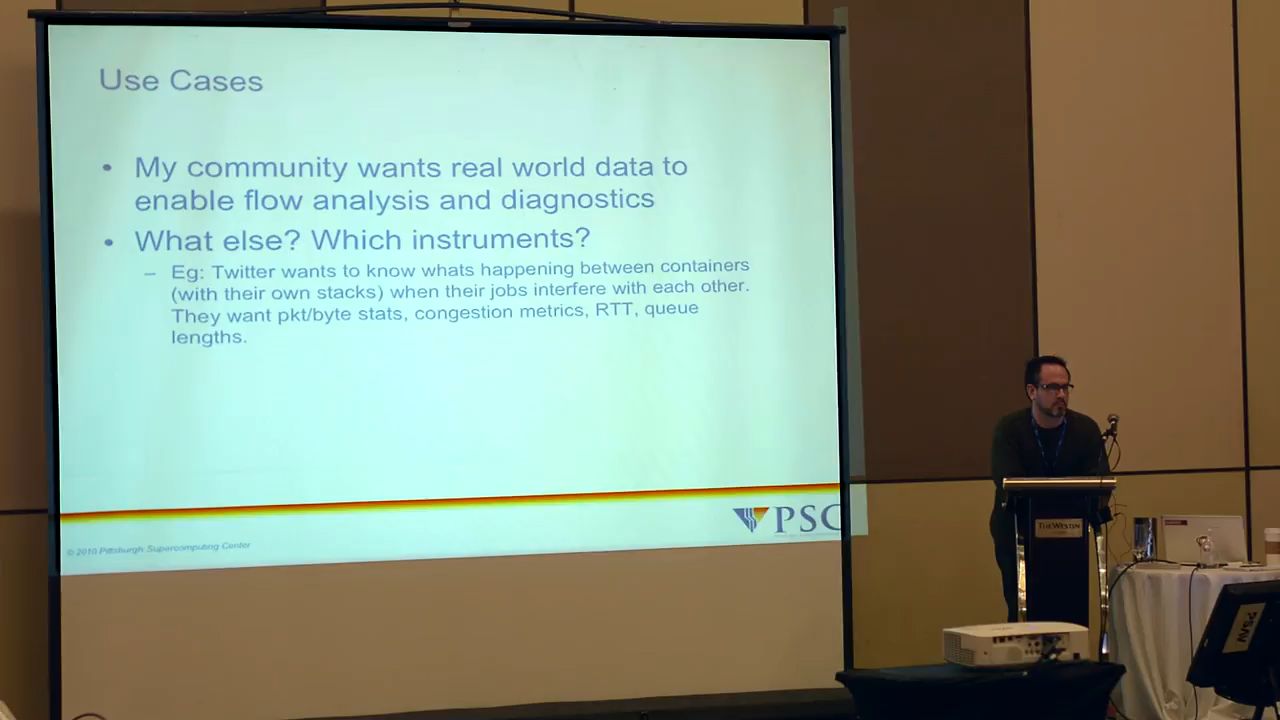 Use Cases
• My community wants real world data to
enable flow analysis and diagnostics
• What else? Which instruments?
– Eg: Twitter wants to know whats happening between containers
(with their own stacks) when their jobs interfere with each other.
They want pkt/byte stats, congestion metrics, RTT, queue
lengths.
PSC
© 2010 Pittsburgh Supercomputing Center
THE WESTIN
AVSG